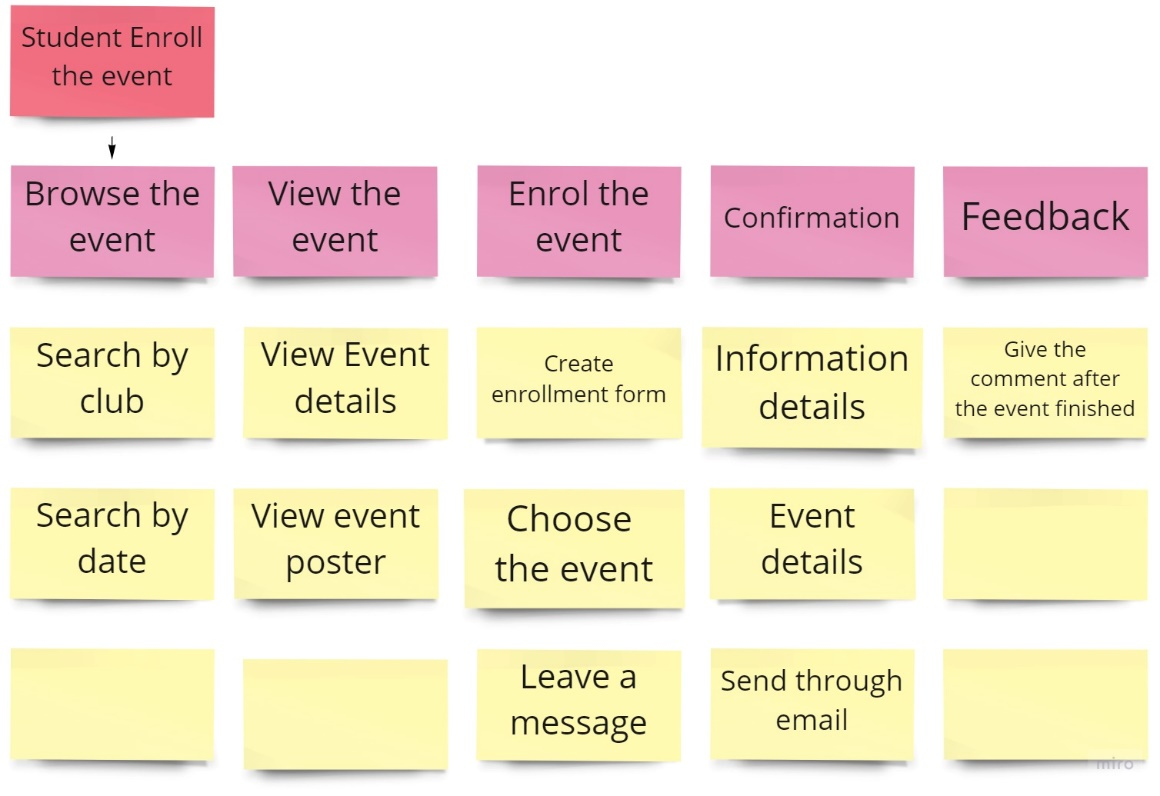 Student Enroll
the event
Browse the
event
View the
event
Enrol the
event
Confirmation
Feedback
Search by
club
View Event
details
Create
enrollment form
Information
details
Give the
comment after
the event finished
Search by
date
View event
poster
Choose
the event
Event
details
Leave a
message
Send through
email
miro